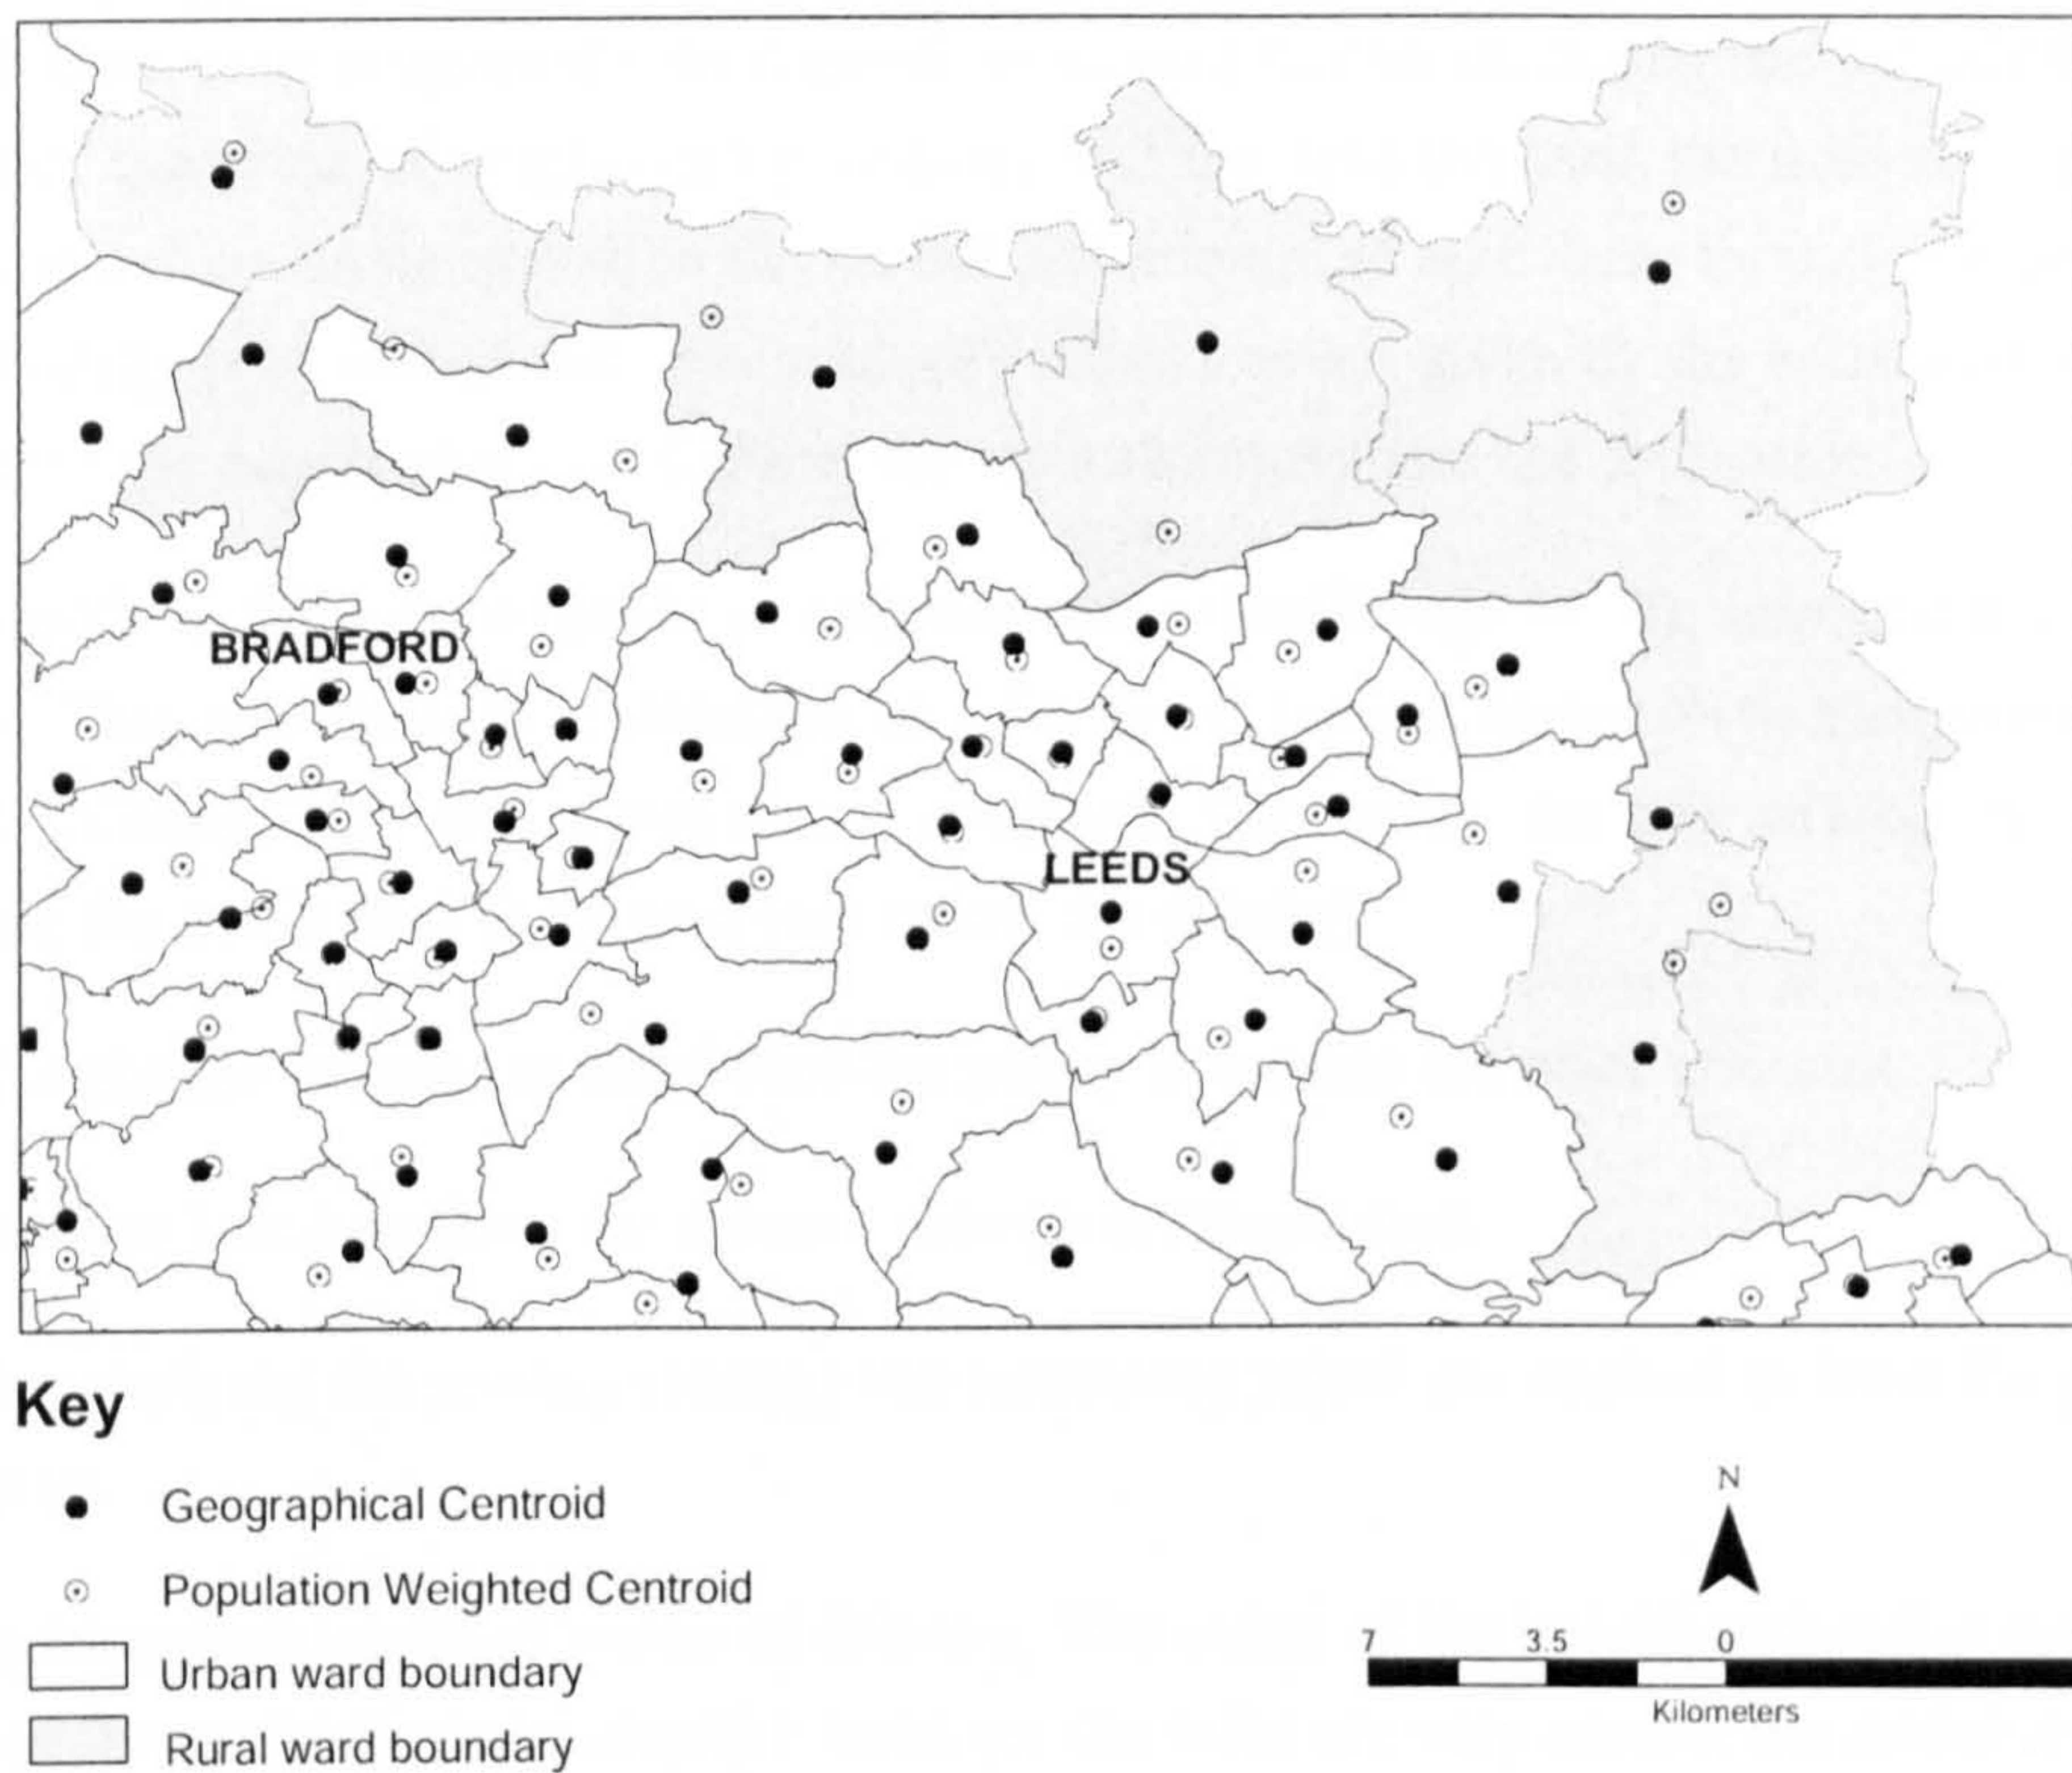 BRADFORD
LEEDS
Key
Geographical Centroid
Population Weighted Centroid
Urban ward boundary
Rural ward boundary
N
7 3.5 0
Kilometers